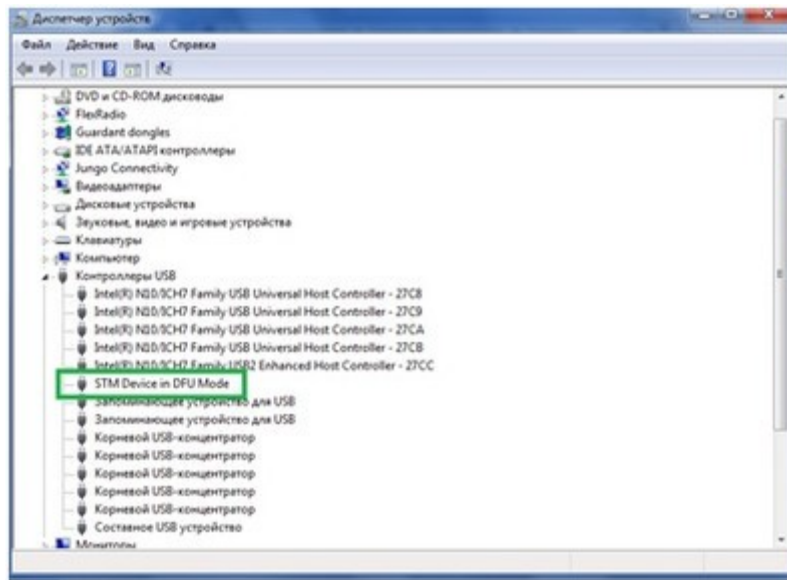 Диспетчер устройств
Файл Действие Вид Справка
DVD и CD-ROM дисководы
FlexRadio
Guardant dongles
IDE ATA/ATAPI контроллеры
Jungo Connectivity
Видеоадаптеры
Дисковые устройства
Звуковые, видео и игровые устройства
Клавиатуры
Компьютер
Контроллеры USB
Intel(R) N10/ICH7 Family USB Universal Host Controller - 27C8
Intel(R) N10/ICH7 Family USB Universal Host Controller - 27C9
Intel(R) N10/ICH7 Family USB Universal Host Controller - 27CA
Intel(R) N10/ICH7 Family USB Universal Host Controller - 27CB
Intel(R) N10/ICH7 Family USB2 Enhanced Host Controller - 27CC
STM Device in DFU Mode
Запоминающее устройство для USB
Запоминающее устройство для USB
Корневой USB-концентратор
Корневой USB-концентратор
Корневой USB-концентратор
Корневой USB-концентратор
Корневой USB-концентратор
Составное USB устройство
Мониторы